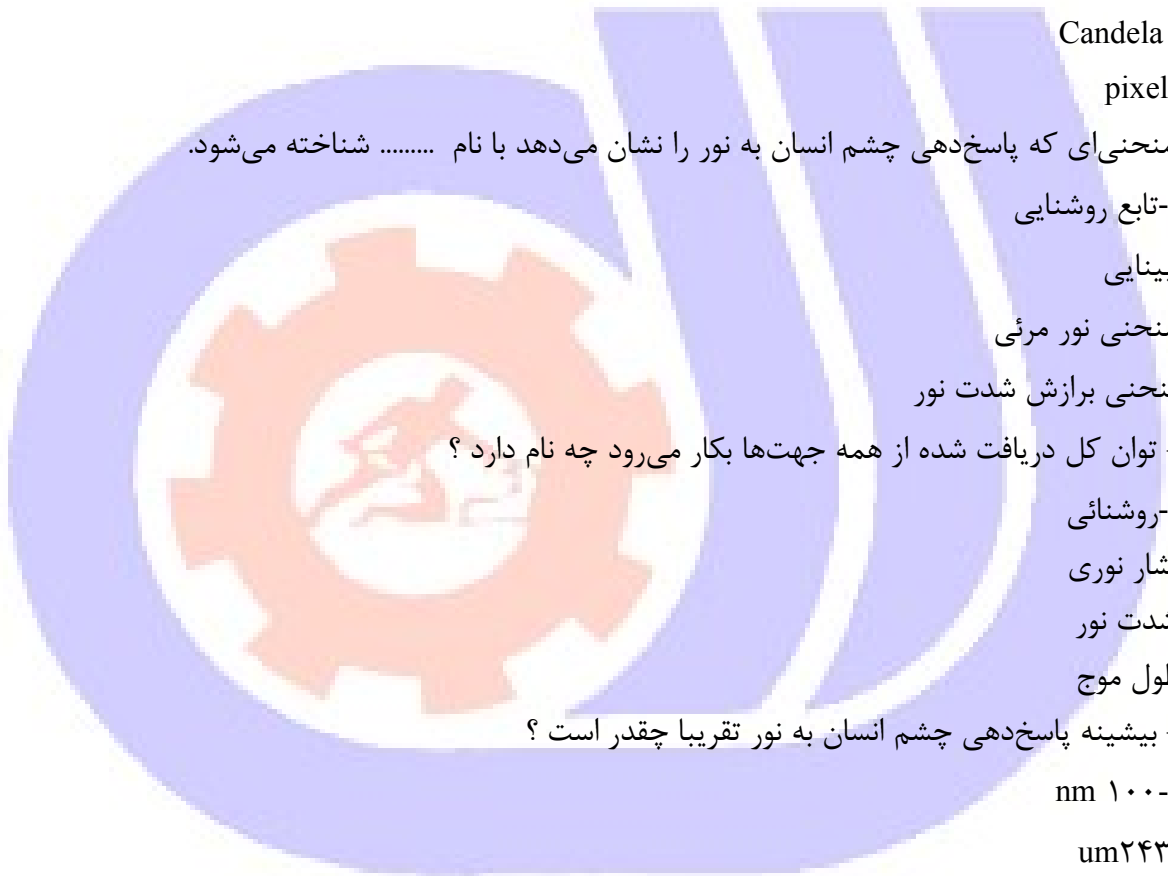 Candela
pixel
منحنی‌ای که پاسخ‌دهی چشم انسان به نور را نشان می‌دهد با نام ......... شناخته می‌شود.
-تابع روشنایی
بینایی
منحنی نور مرئی
منحنی برازش شدت نور
- توان کل دریافت شده از همه جهت‌ها بکار می‌رود چه نام دارد ؟
-روشنائی
شار نوری
شدت نور
طول موج
- بیشینه پاسخ‌دهی چشم انسان به نور تقریبا چقدر است ؟
-۱۰۰ nm
۲۴۳um